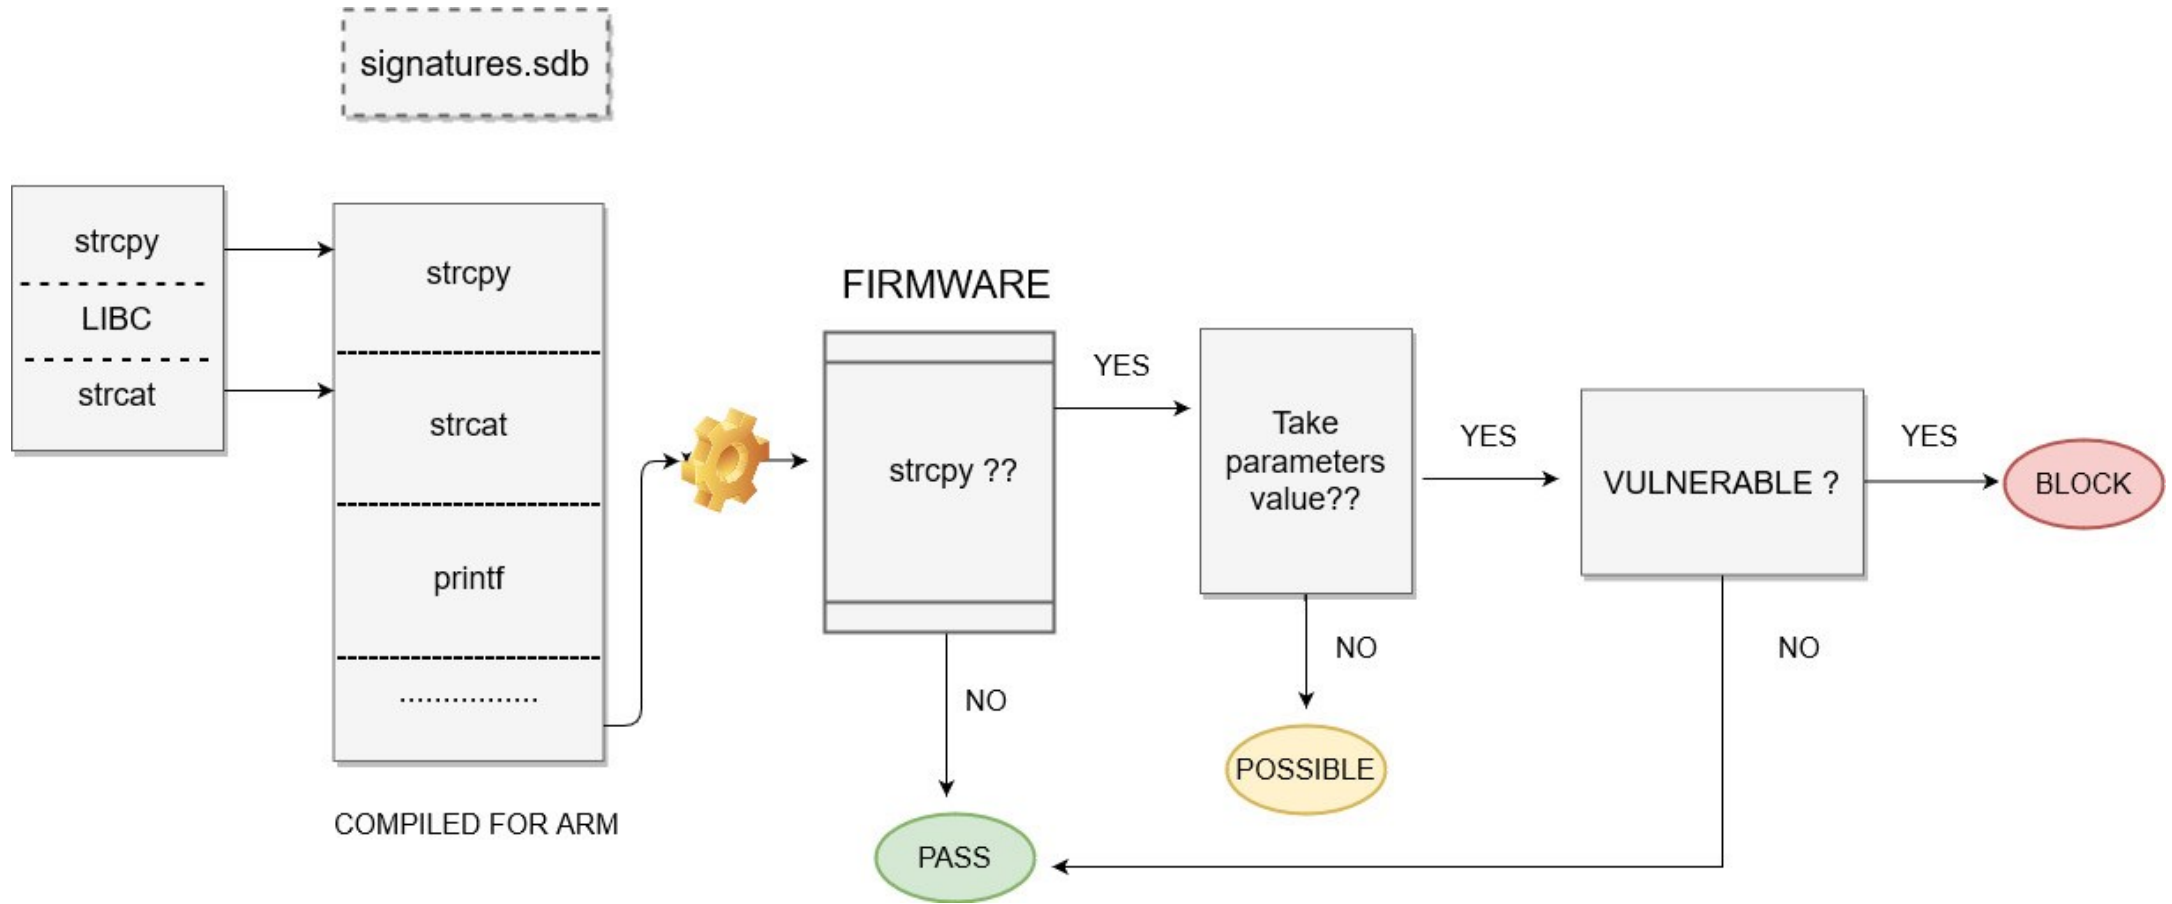 signatures.sdb
strcpy
LIBC
strcat
strcpy
strcat
printf
................
COMPILED FOR ARM
FIRMWARE
strcpy ??
YES
NO
Take
parameters
value??
YES
NO
VULNERABLE ?
YES
NO
BLOCK
POSSIBLE
PASS